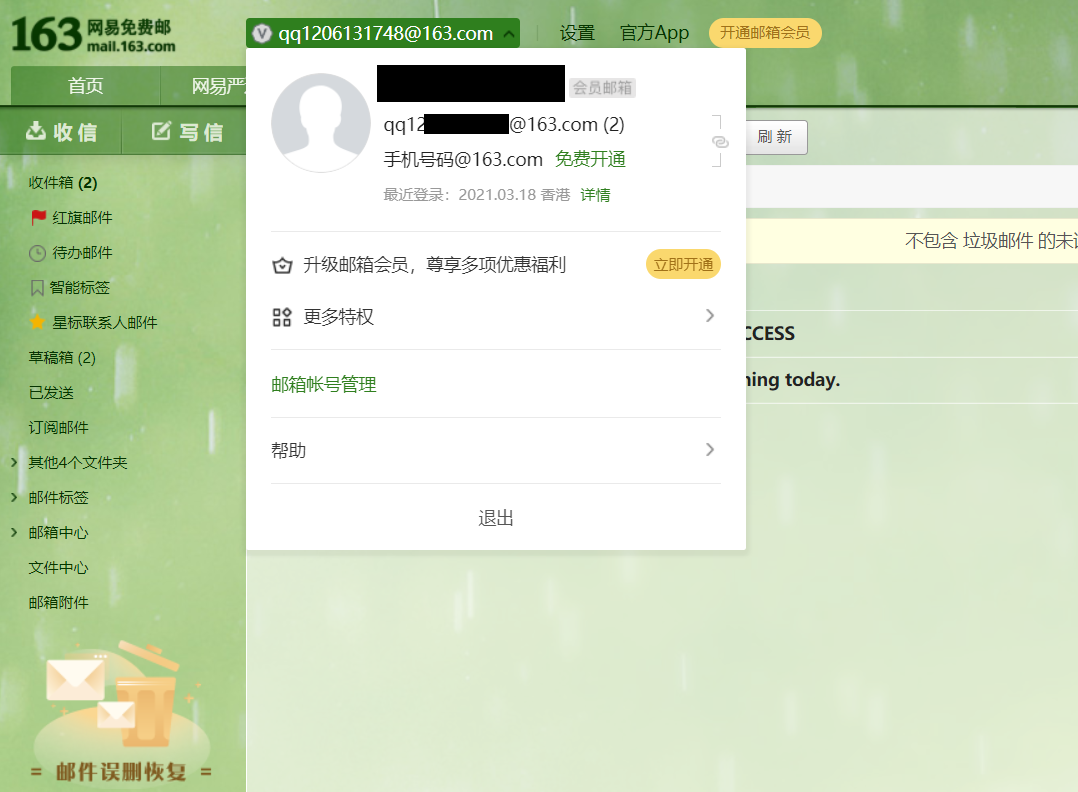 163 网易免费邮
mail.163.com
qq1206131748@163.com
设置
官方App
开通邮箱会员
首页
网易严
收信
写信
会员邮箱
qq12
@163.com (2)
手机号码@163.com 免费开通
最近登录：2021.03.18 香港 详情
刷 新
收件箱 (2)
红旗邮件
待办邮件
智能标签
星标联系人邮件
草稿箱 (2)
已发送
订阅邮件
其他4个文件夹
邮件标签
邮箱中心
文件中心
邮箱附件
升级邮箱会员，尊享多项优惠福利 立即开通
更多特权
邮箱帐号管理
帮助
退出
不包含 垃圾邮件 的未
CCESS
ning today.
= 邮件误删恢复 =